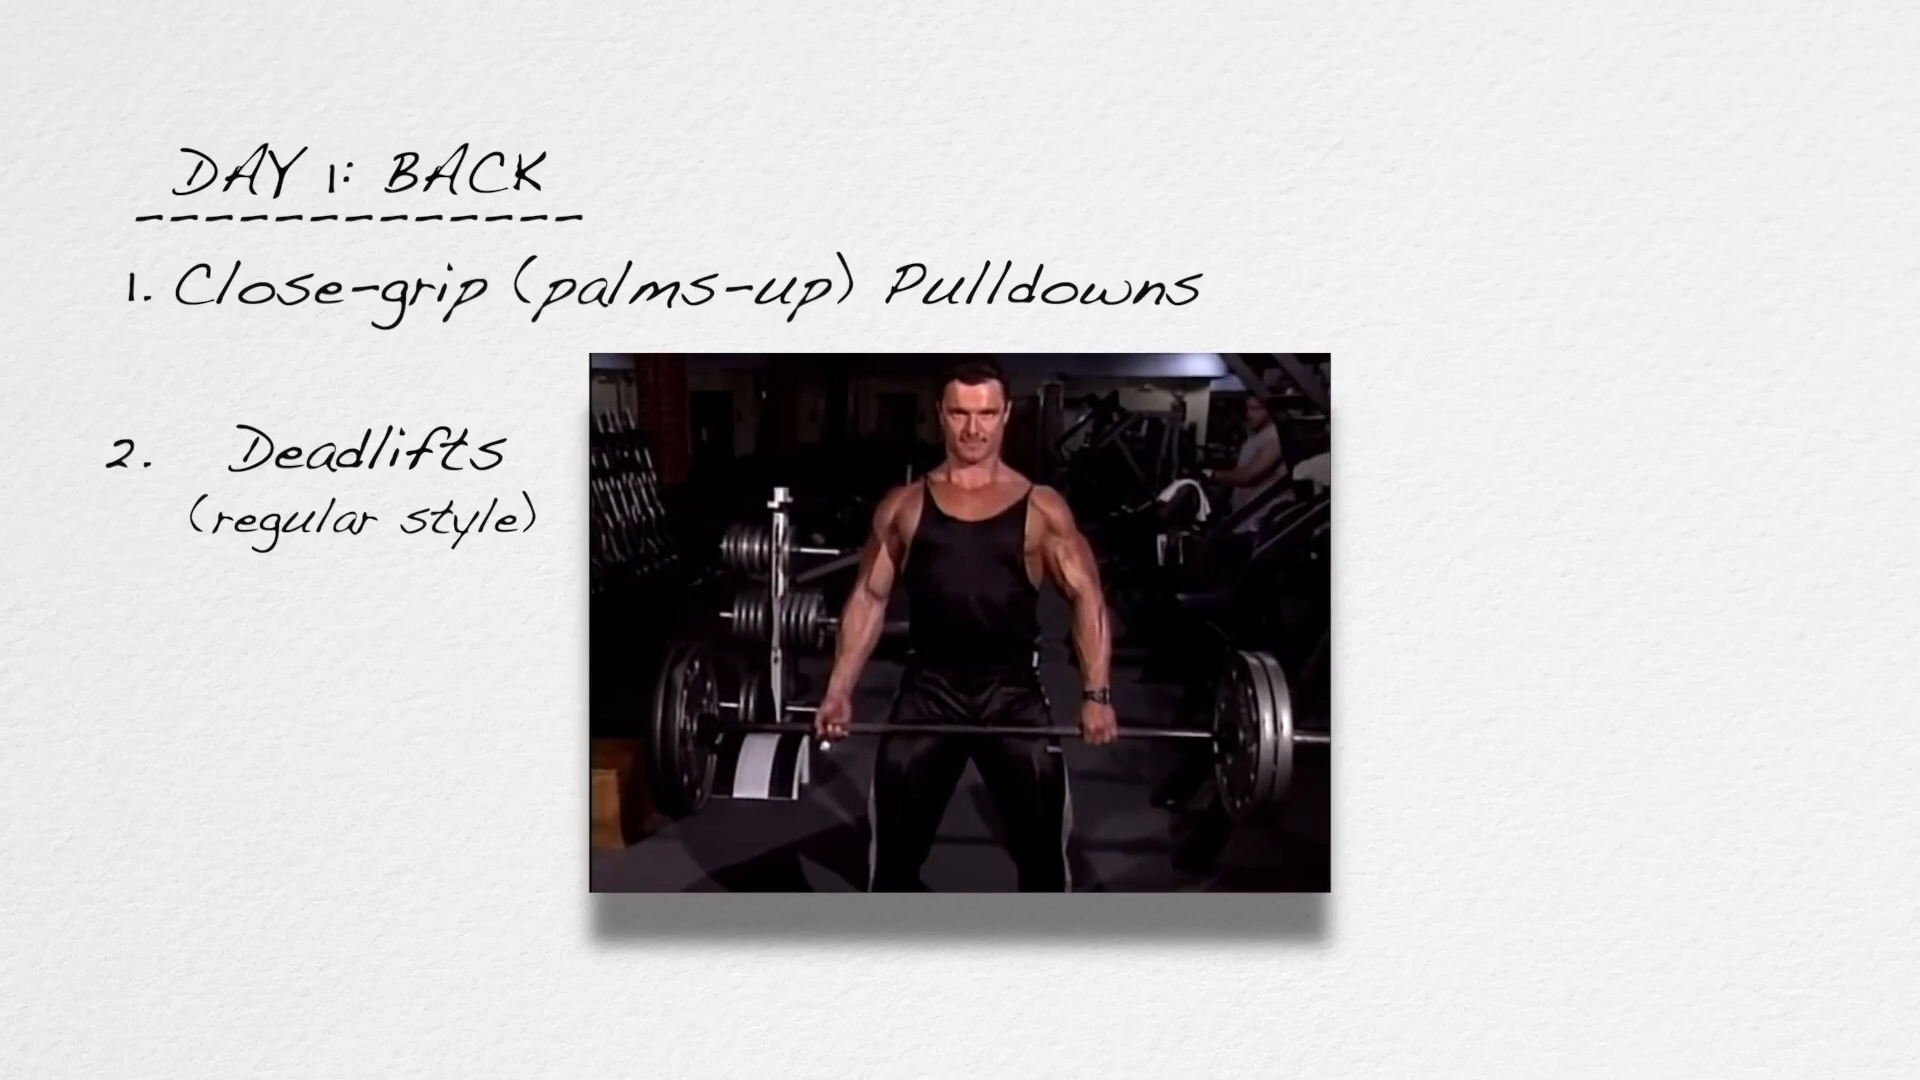 DAY 1: BACK
-------------
1. Close-grip (palms-up) Pulldowns
2. Deadlifts
(regular style)